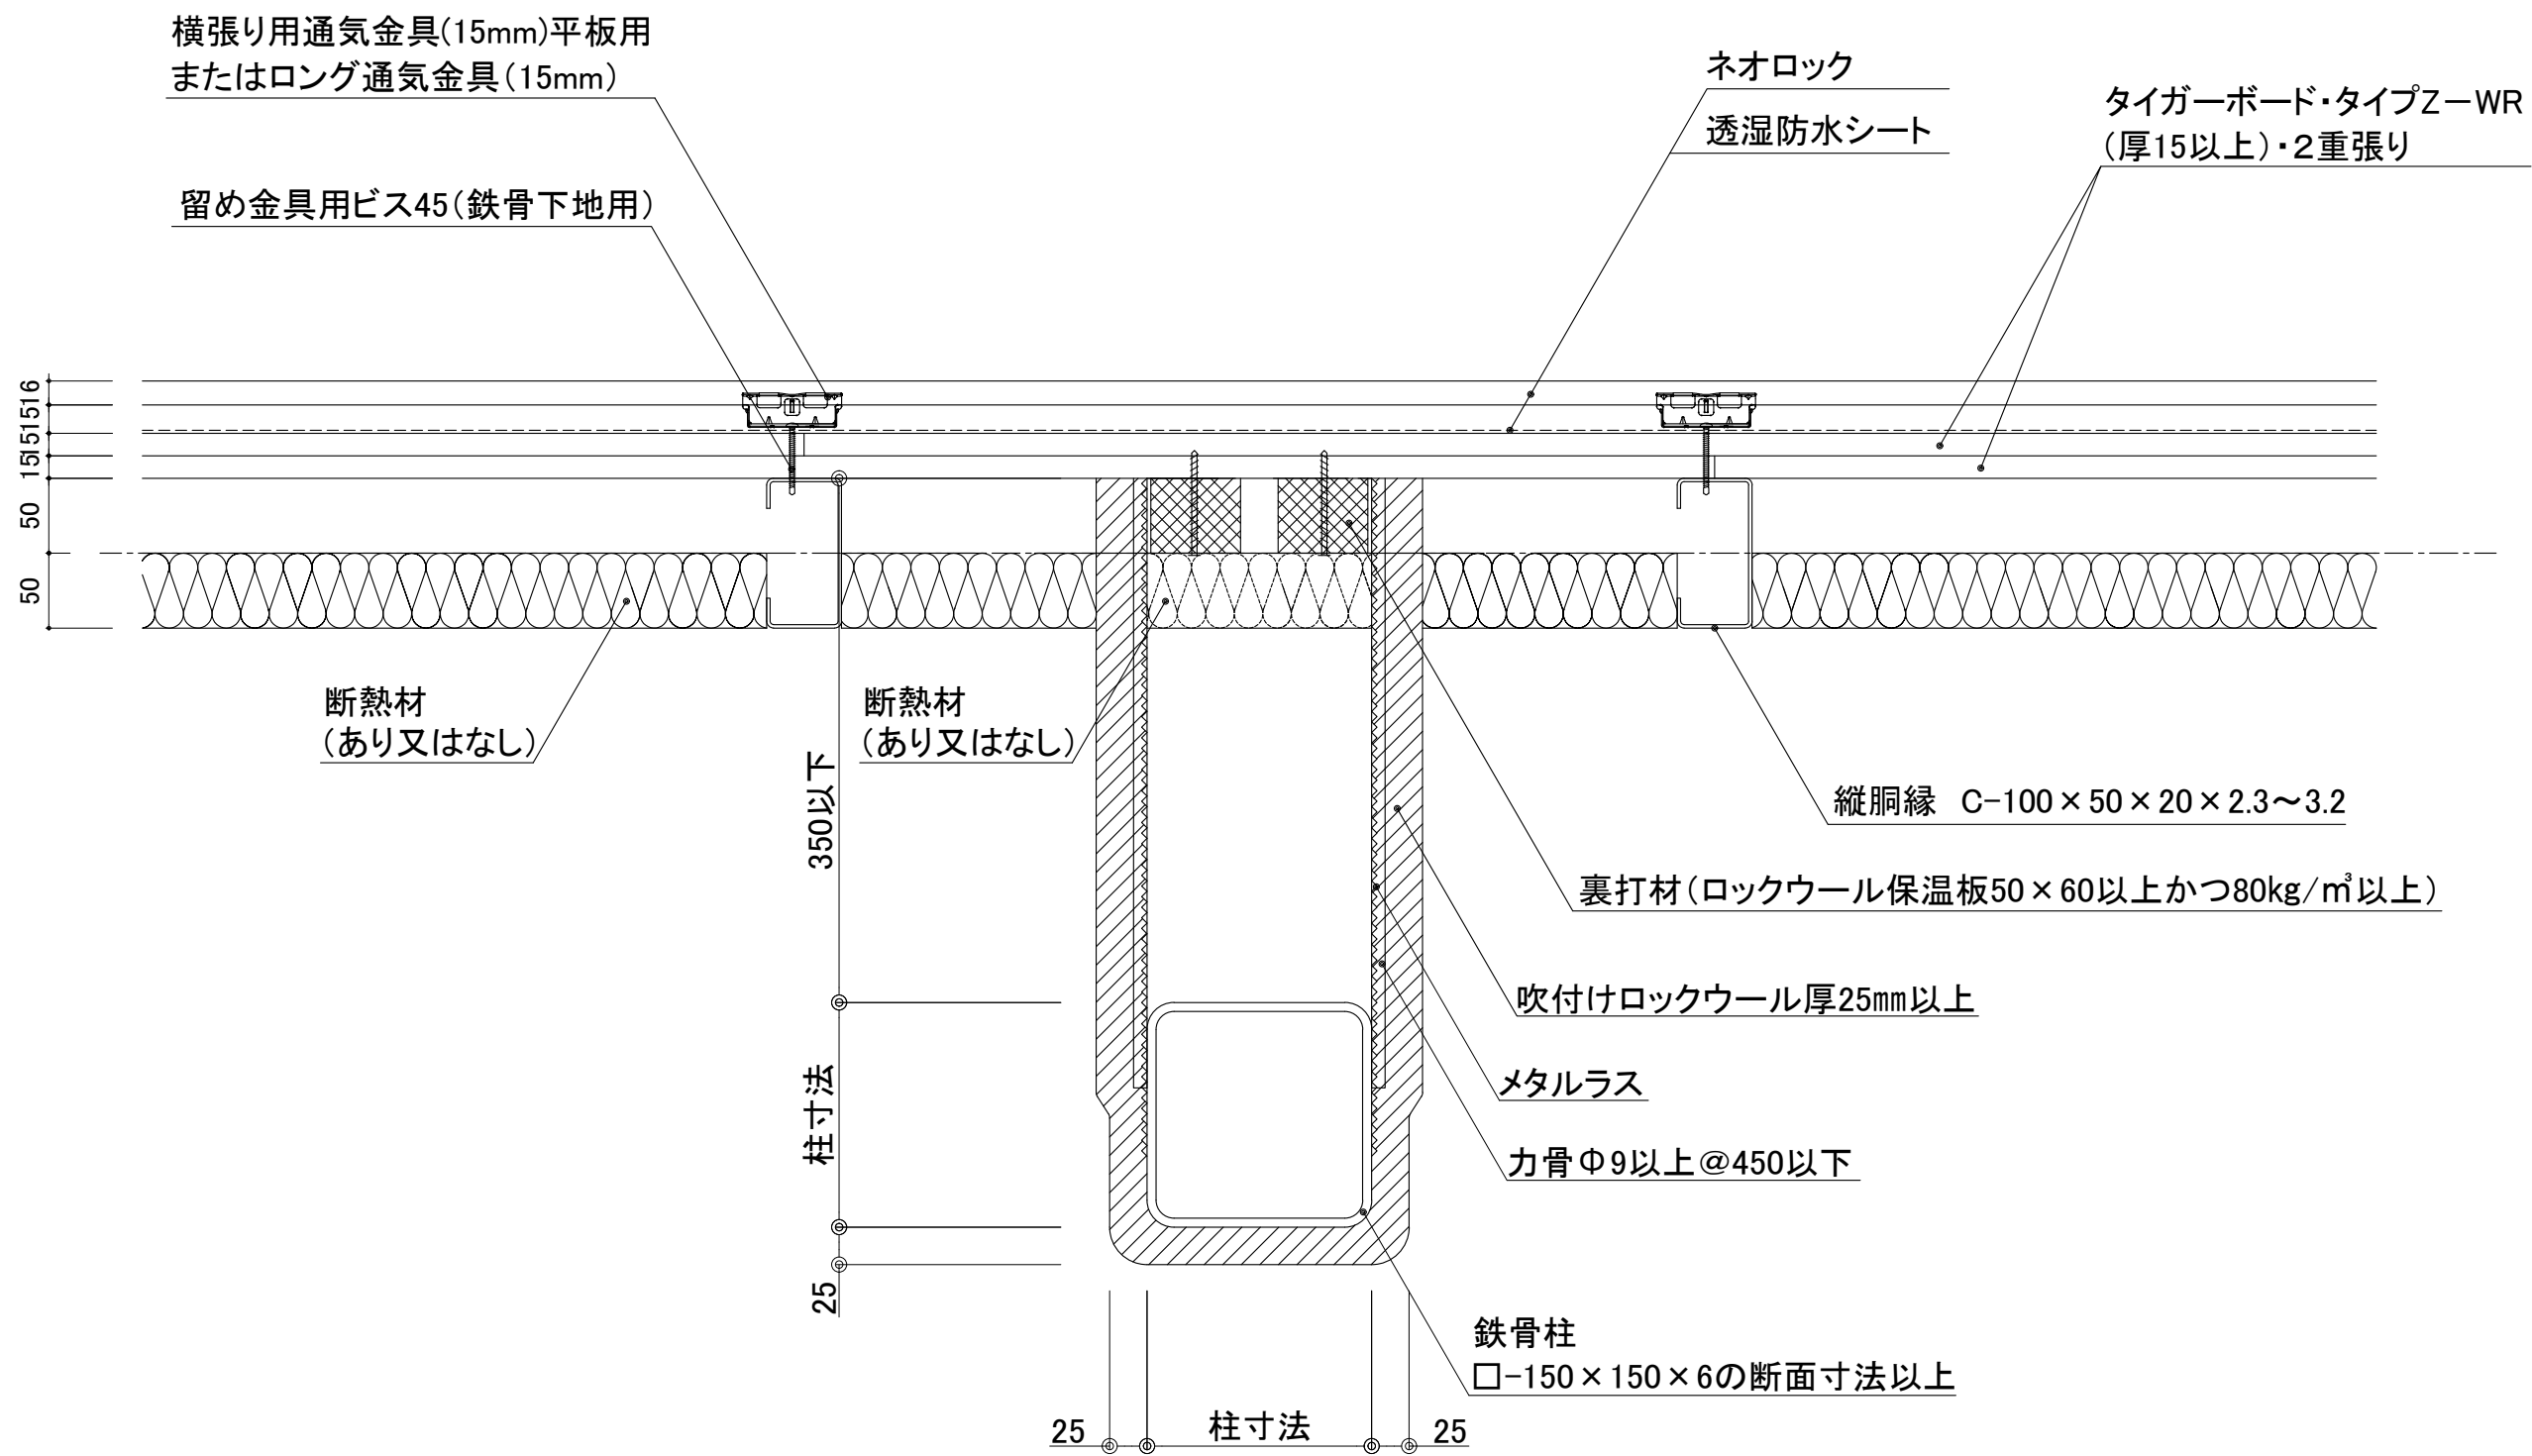 横張り用通気金具(15mm)平板用
またはロング通気金具(15mm)
留め金具用ビス45(鉄骨下地用)
ネオロック
透湿防水シート
タイガーボード・タイプZ−WR
(厚15以上)・2重張り
16
15
15
15
50
50
断熱材
(あり又はなし)
断熱材
(あり又はなし)
350以下
柱寸法
25
縦胴縁 C-100×50×20×2.3〜3.2
裏打材(ロックウール保温板50×60以上かつ80kg/㎥以上)
吹付けロックウール厚25㎜以上
メタルラス
力骨Φ9以上@450以下
鉄骨柱
□-150×150×6の断面寸法以上
25
柱寸法
25